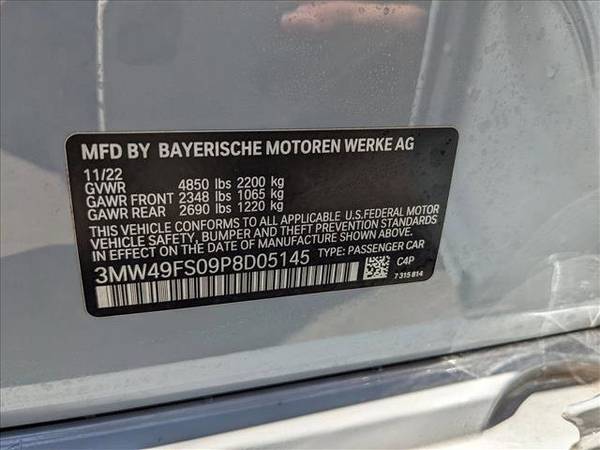 MFD BY BAYERISCHE MOTOREN WERKE AG
11/22
GVWR 4850 lbs 2200 kg
GAWR FRONT 2348 lbs 1065 kg
GAWR REAR 2690 lbs 1220 kg
THIS VEHICLE CONFORMS TO ALL APPLICABLE U.S.FEDERAL MOTOR
VEHICLE SAFETY, BUMPER, AND THEFT PREVENTION STANDARDS
IN EFFECT ON THE DATE OF MANUFACTURE SHOWN ABOVE.
3MW49FS09P8D05145 TYPE: PASSENGER CAR
C4P
7 315 814